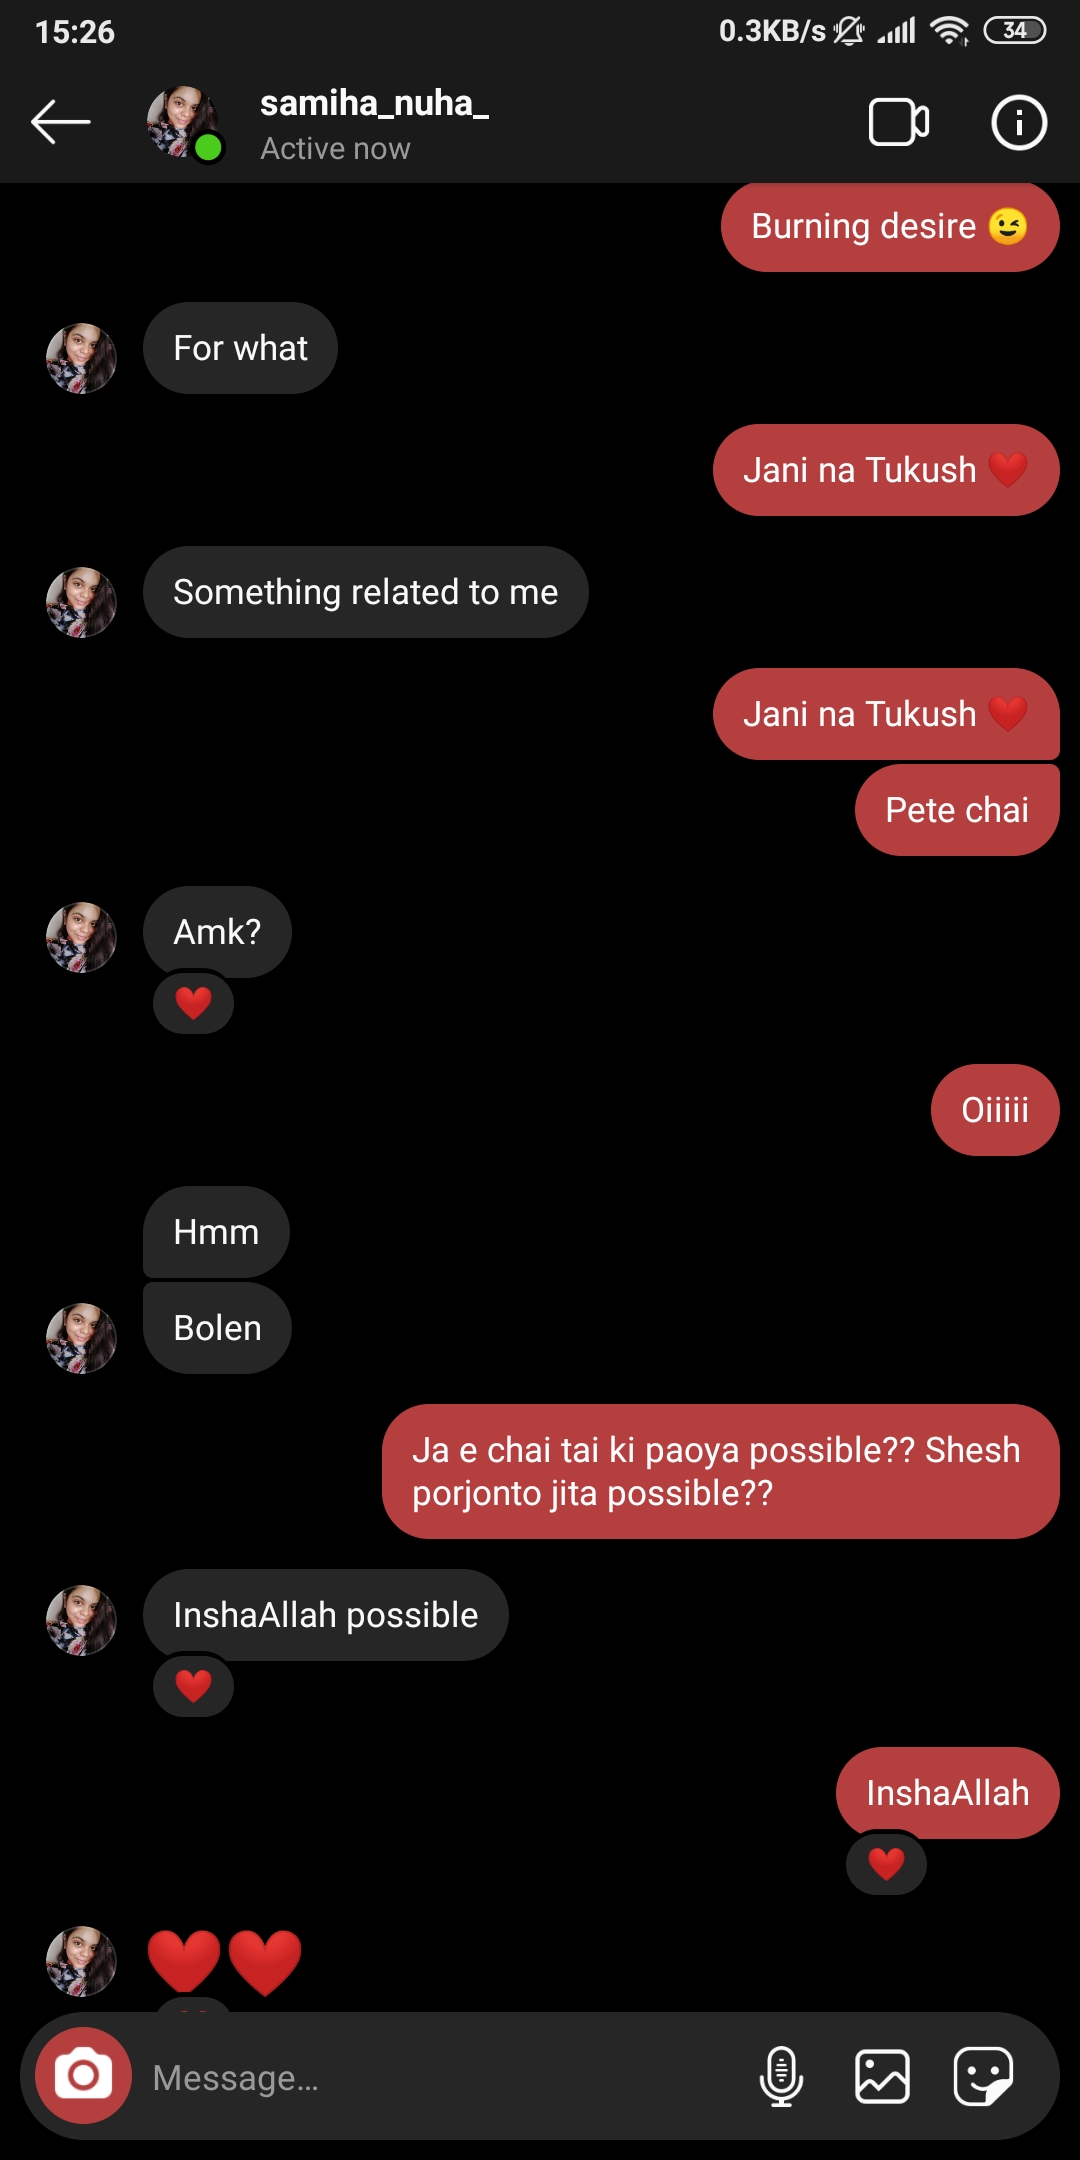 15:26
0.3KB/s
34
samiha_nuha_
Active now
Burning desire 😉
For what
Jani na Tukush ❤️
Something related to me
Jani na Tukush ❤️
Pete chai
Amk?
❤️
Oiiiii
Hmm
Bolen
Ja e chai tai ki paoya possible?? Shesh
porjonto jita possible??
InshaAllah possible
❤️
InshaAllah
❤️
❤️❤️
Message...